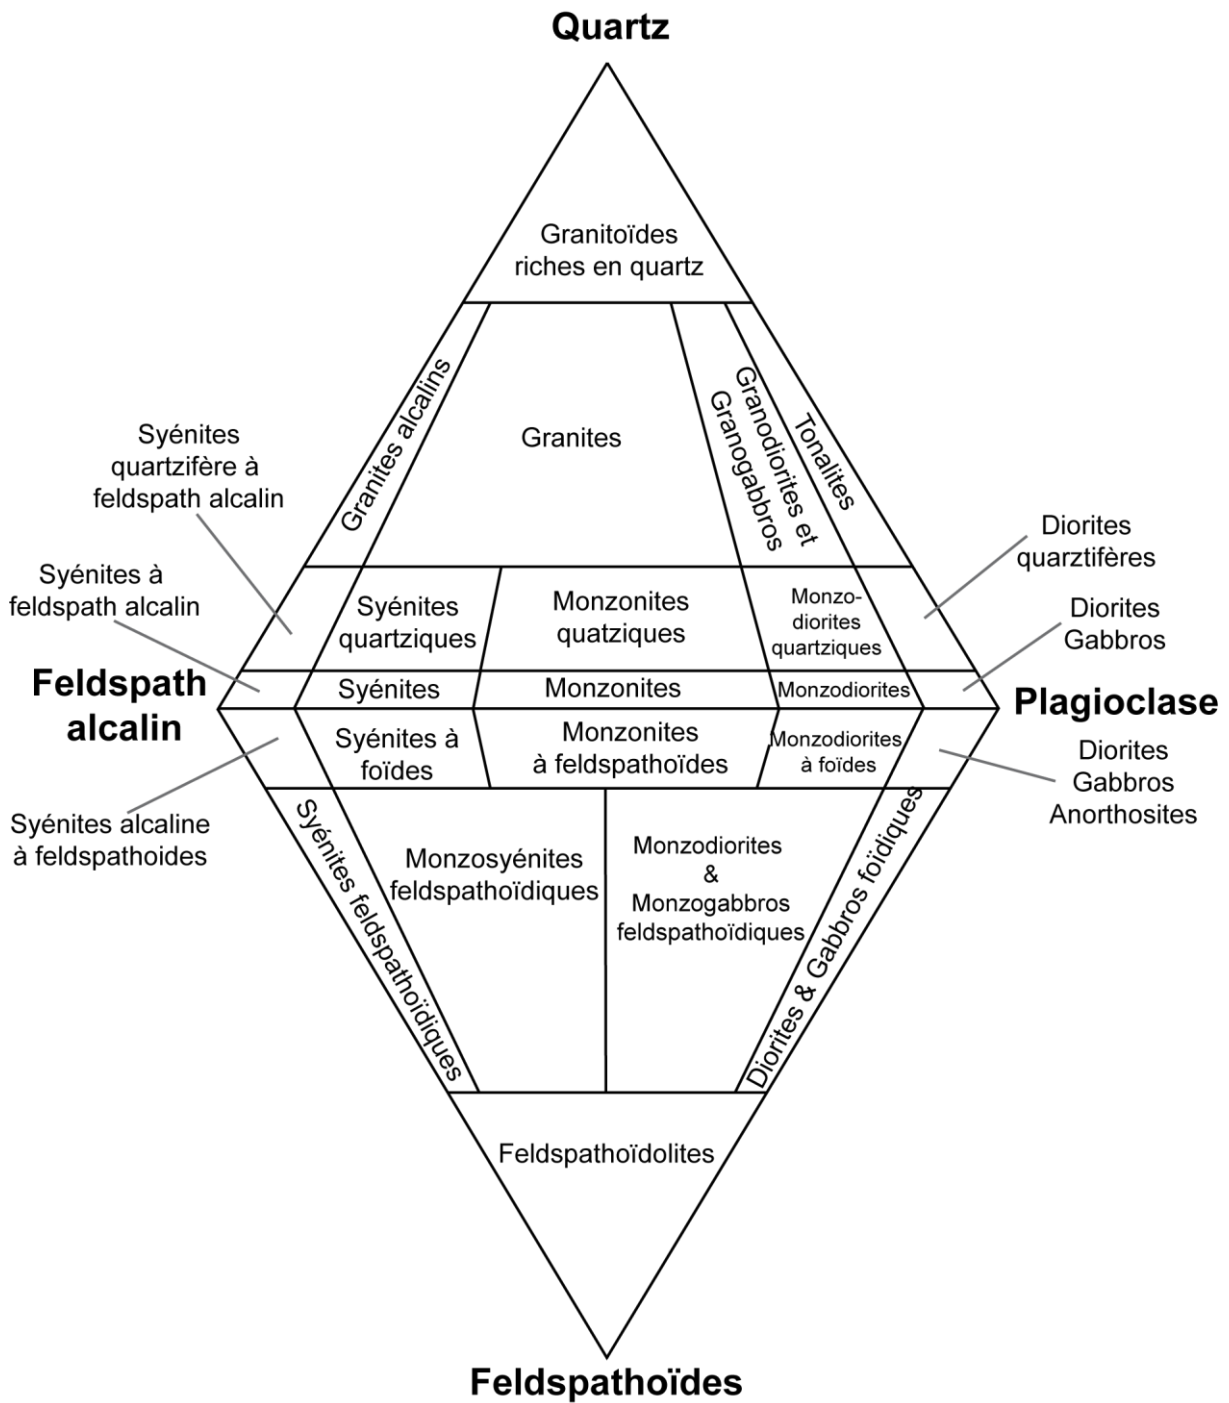 Quartz
Granitoïdes
riches en quartz
Granites alcalins
Granites
Granodiorites et
Granogabbros
Tonalites
Syénites
quartzifère à
feldspath alcalin
Syénites à
feldspath alcalin
Syénites
quartziques
Monzonites
quatziques
Monzo-
diorites
quartziques
Diorites
quarztifères
Diorites
Gabbros
Feldspath
alcalin
Syénites
Monzonites
Monzodiorites
Plagioclase
Syénites à
foïdes
Monzonites
à feldspathoïdes
Monzodiorites
à foïdes
Diorites
Gabbros
Anorthosites
Syénites alcaline
à feldspathoides
Syénites feldspathoïdiques
Monzosyénites
feldspathoïdiques
Monzodiorites
&
Monzogabbros
feldspathoïdiques
Diorites & Gabbros foïdiques
Feldspathoïdolites
Feldspathoïdes